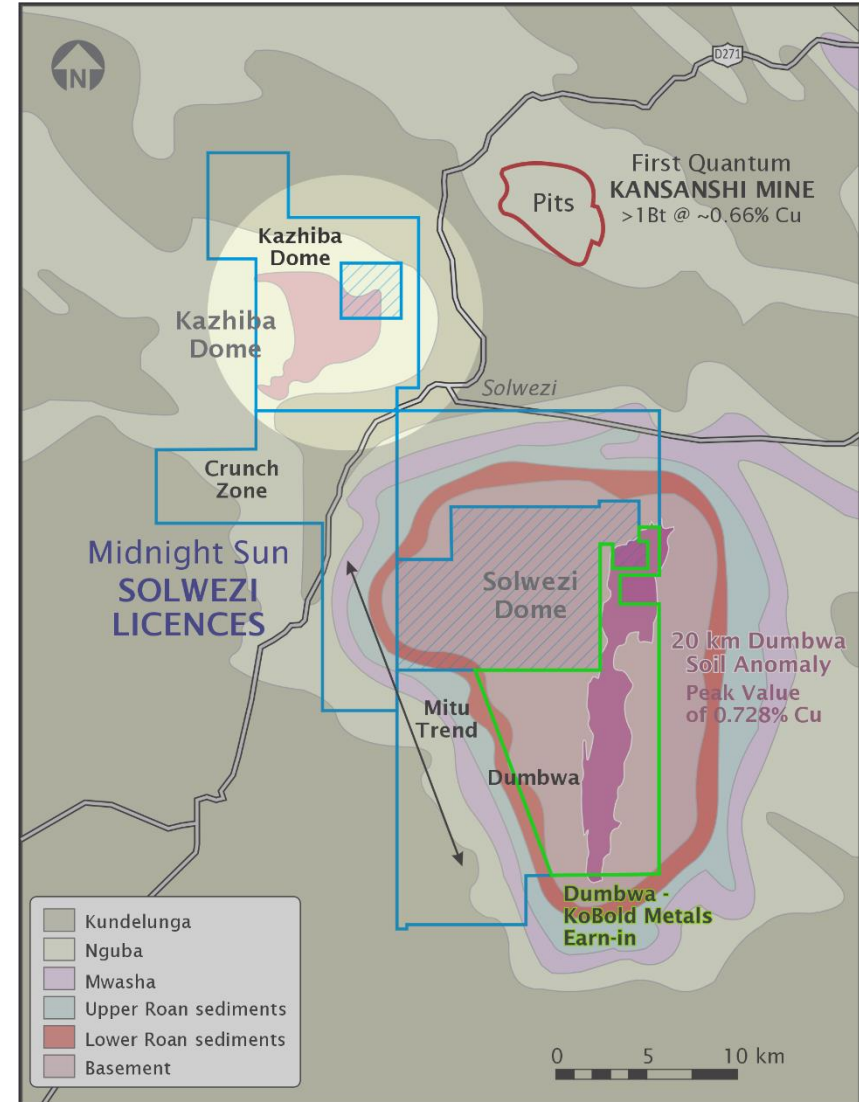 N
D271
First Quantum
KANSANSHI MINE
>1Bt @ ~0.66% Cu
Pits
Kazhiba
Dome
Kazhiba
Dome
Solwezi
Crunch
Zone
Midnight Sun
SOLWEZI
LICENCES
Solwezi
Dome
20 km Dumbwa
Soil Anomaly
Peak Value
of 0.728% Cu
Mitu
Trend
Dumbwa
Dumbwa -
KoBold Metals
Earn-in
Kundelunga
Nguba
Mwasha
Upper Roan sediments
Lower Roan sediments
Basement
0 5 10 km